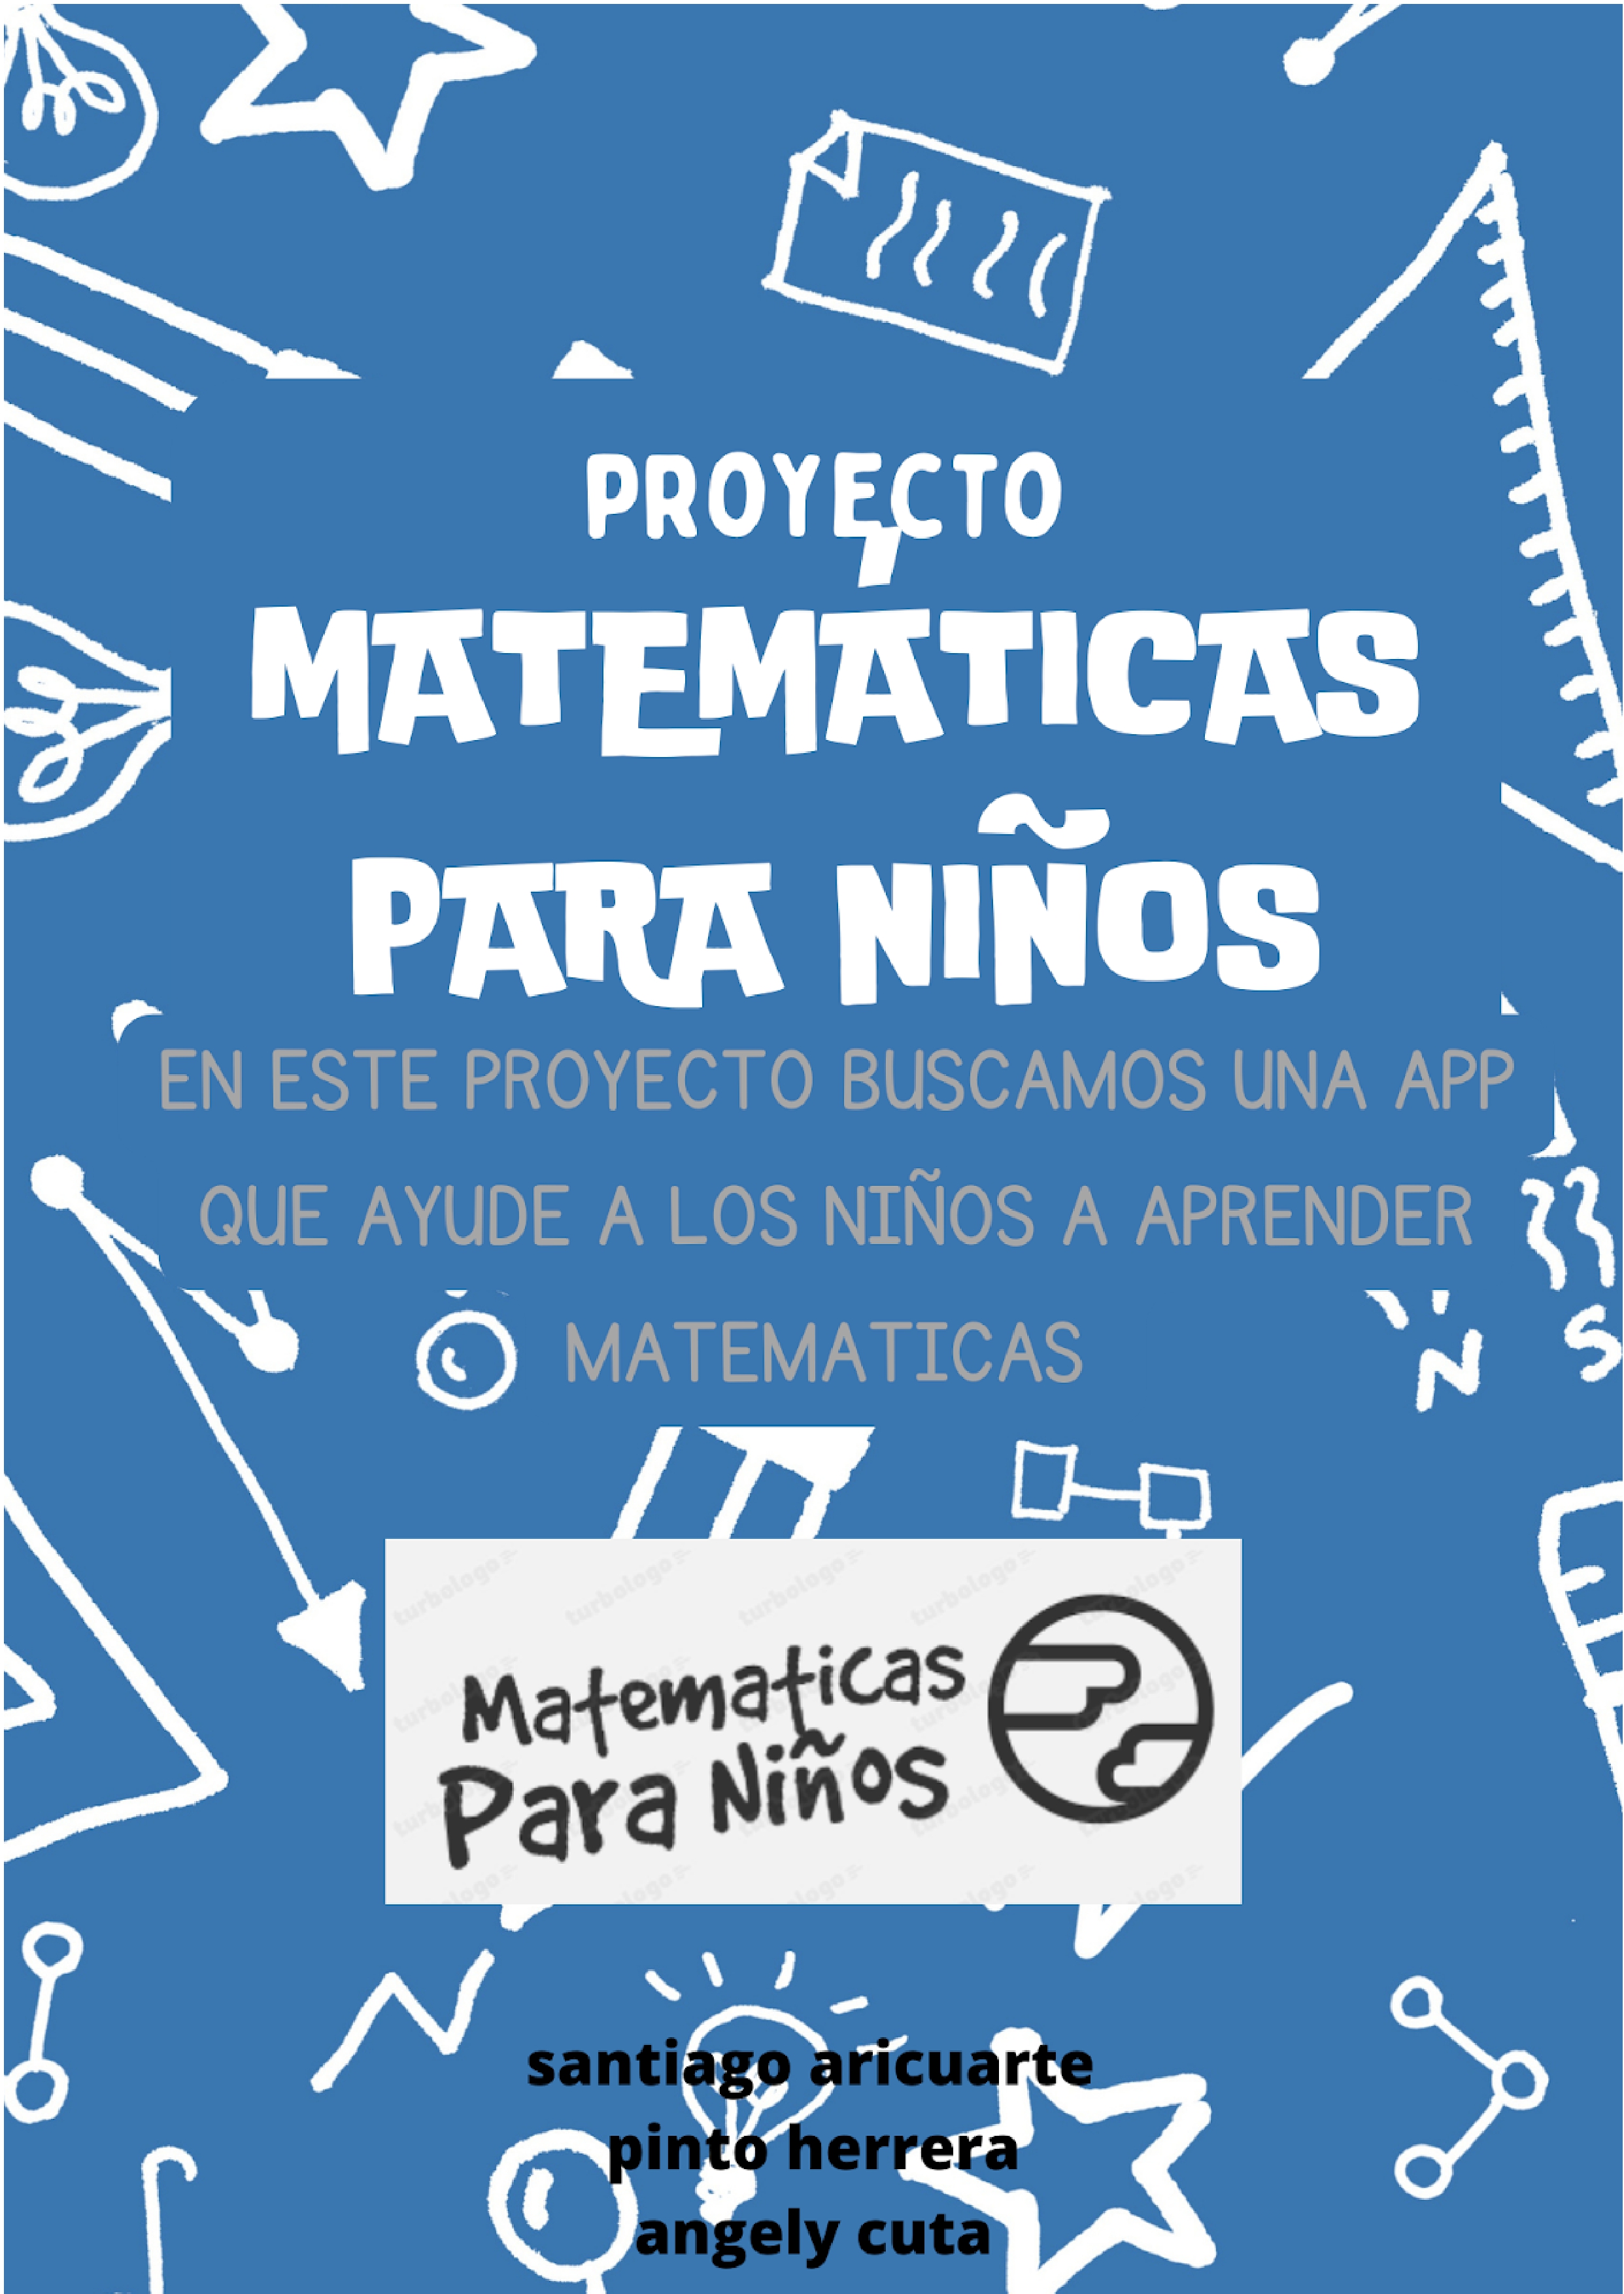 PROYECTO
MATEMÁTICAS
PARA NIÑOS
EN ESTE PROYECTO BUSCAMOS UNA APP
QUE AYUDE A LOS NIÑOS A APRENDER
MATEMATICAS
Matematicas
Para Niños
santiago aricuarte
pinto herrera
angely cuta